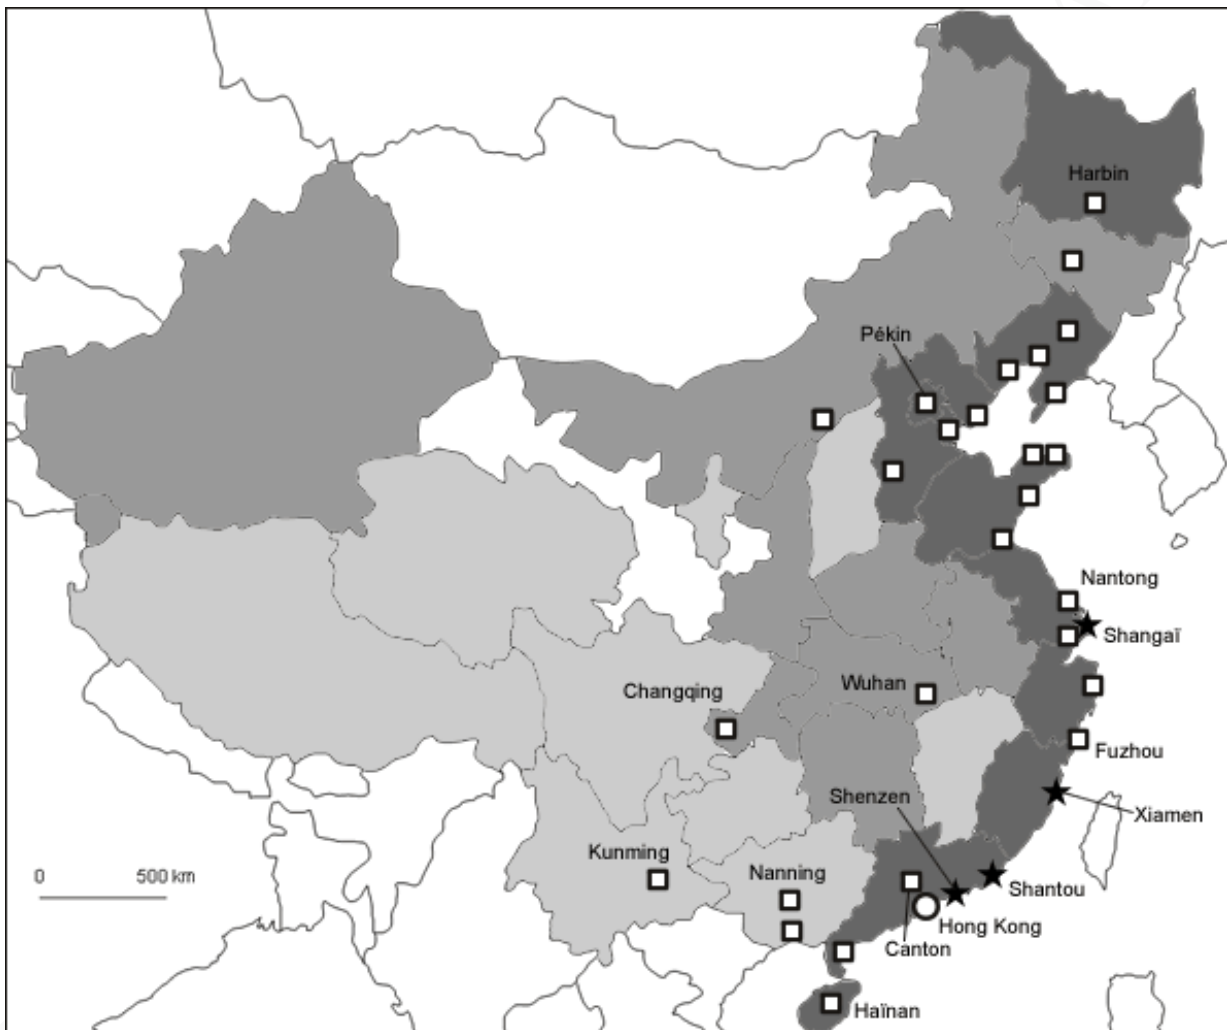 Harbin
Pékin
Nantong
Shangaï
Changqing
Wuhan
Fuzhou
Shenzen
Xiamen
Kunming
Nanning
0 500 km
Shantou
Hong Kong
Canton
Haïnan